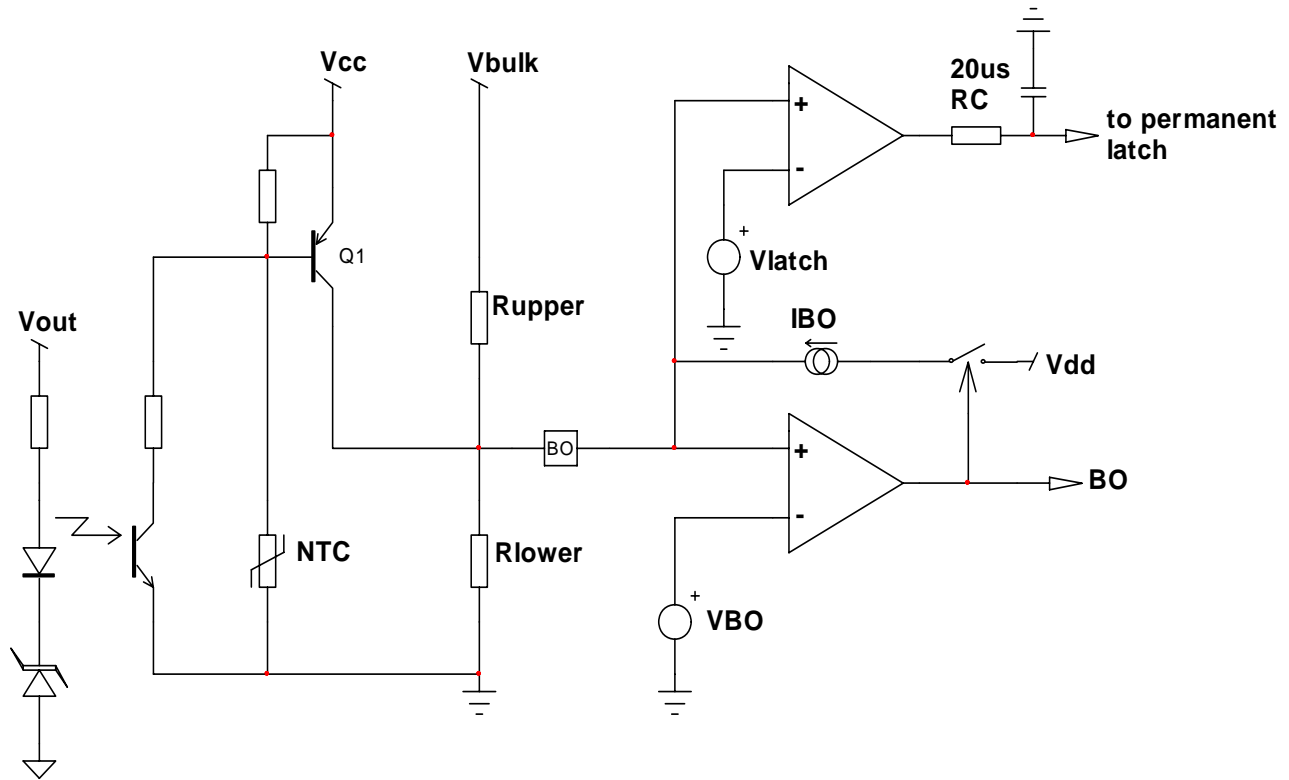 Vcc
Vbulk
20us
RC
+
to permanent
latch
-
Q1
+
Vlatch
Rupper
Vout
IBO
Vdd
BO
+
BO
-
NTC
Rlower
+
VBO